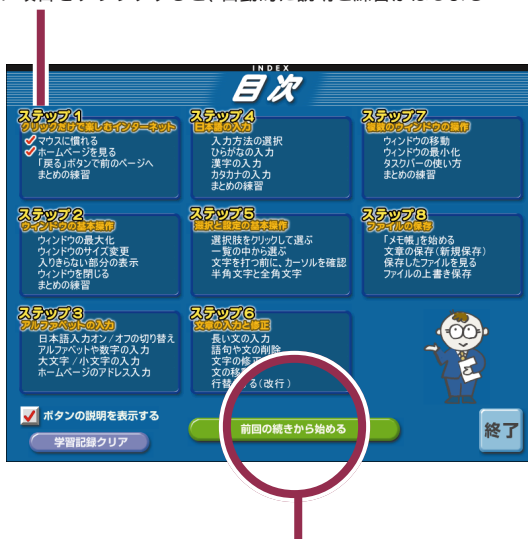 INDEX
目次
ステップ1
クリックだけで楽しむインターネット
マウスに慣れる
ホームページを見る
「戻る」ボタンで前のページへ
まとめの練習
ステップ4
日本語の入力
入力方法の選択
ひらがなの入力
漢字の入力
カタカナの入力
まとめの練習
ステップ7
複数のウィンドウの操作
ウィンドウの移動
ウィンドウの最小化
タスクバーの使い方
まとめの練習
ステップ2
ウィンドウの基本操作
ウィンドウの最大化
ウィンドウのサイズ変更
入りきらない部分の表示
ウィンドウを閉じる
まとめの練習
ステップ5
選択と設定の基本操作
選択肢をクリックして選ぶ
一覧の中から選ぶ
文字を打つ前に、カーソルを確認
半角文字と全角文字
ステップ8
ファイルの保存
「メモ帳」を始める
文章の保存(新規保存)
保存したファイルを見る
ファイルの上書き保存
ステップ3
アルファベットの入力
日本語入力オン/オフの切り替え
アルファベットや数字の入力
大文字/小文字の入力
ホームページのアドレス入力
ステップ6
文章の入力と修正
長い文の入力
語句や文の削除
文字の修
文の移
行替 る(改行)
ボタンの説明を表示する
学習記録クリア
前回の続きから始める
終了